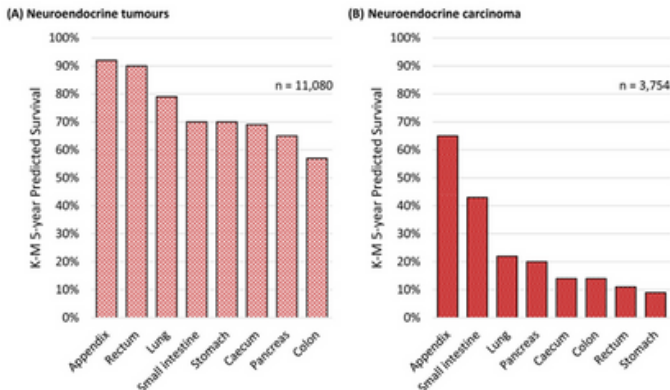 (A) Neuroendocrine tumours
K-M 5-year Predicted Survival
100%
90%
80%
70%
60%
50%
40%
30%
20%
10%
0%
n = 11,080
Appendix
Rectum
Lung
Small intestine
Stomach
Caecum
Pancreas
Colon
(B) Neuroendocrine carcinoma
K-M 5-year Predicted Survival
100%
90%
80%
70%
60%
50%
40%
30%
20%
10%
0%
n = 3,754
Appendix
Small intestine
Lung
Pancreas
Caecum
Colon
Rectum
Stomach